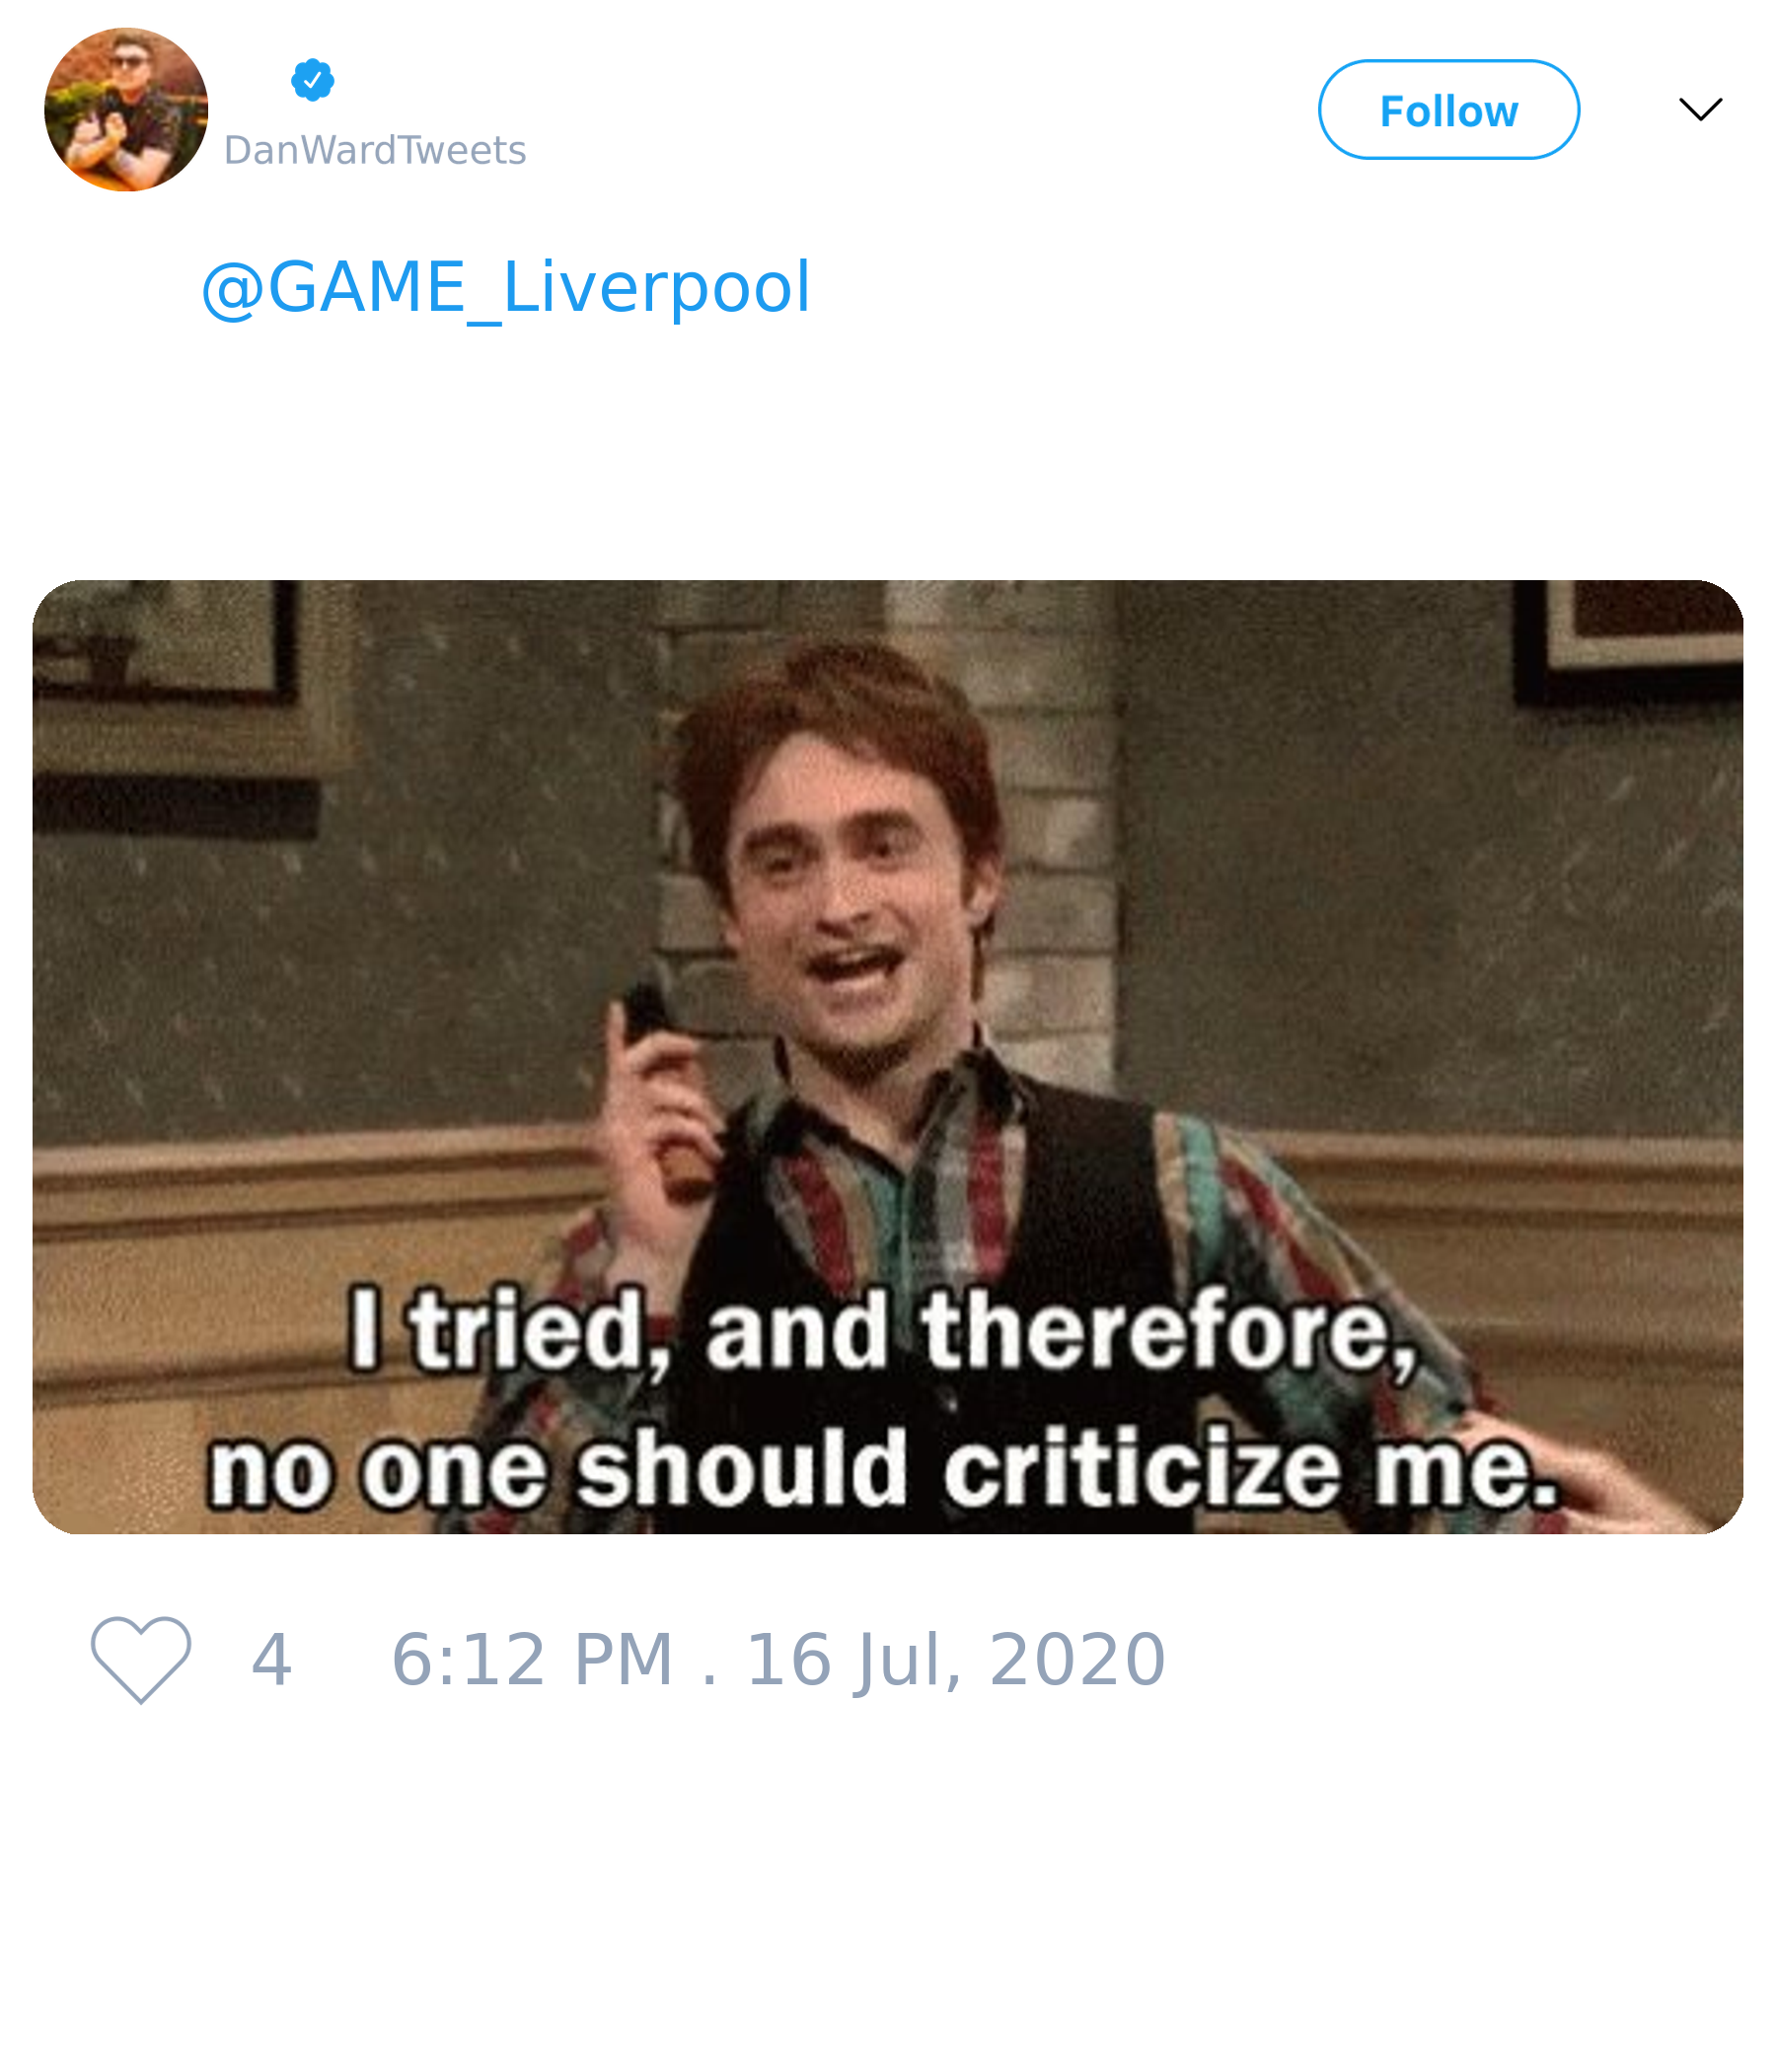 DanWardTweets
Follow
@GAME_Liverpool
I tried, and therefore,
no one should criticize me.
4 6:12 PM . 16 Jul, 2020